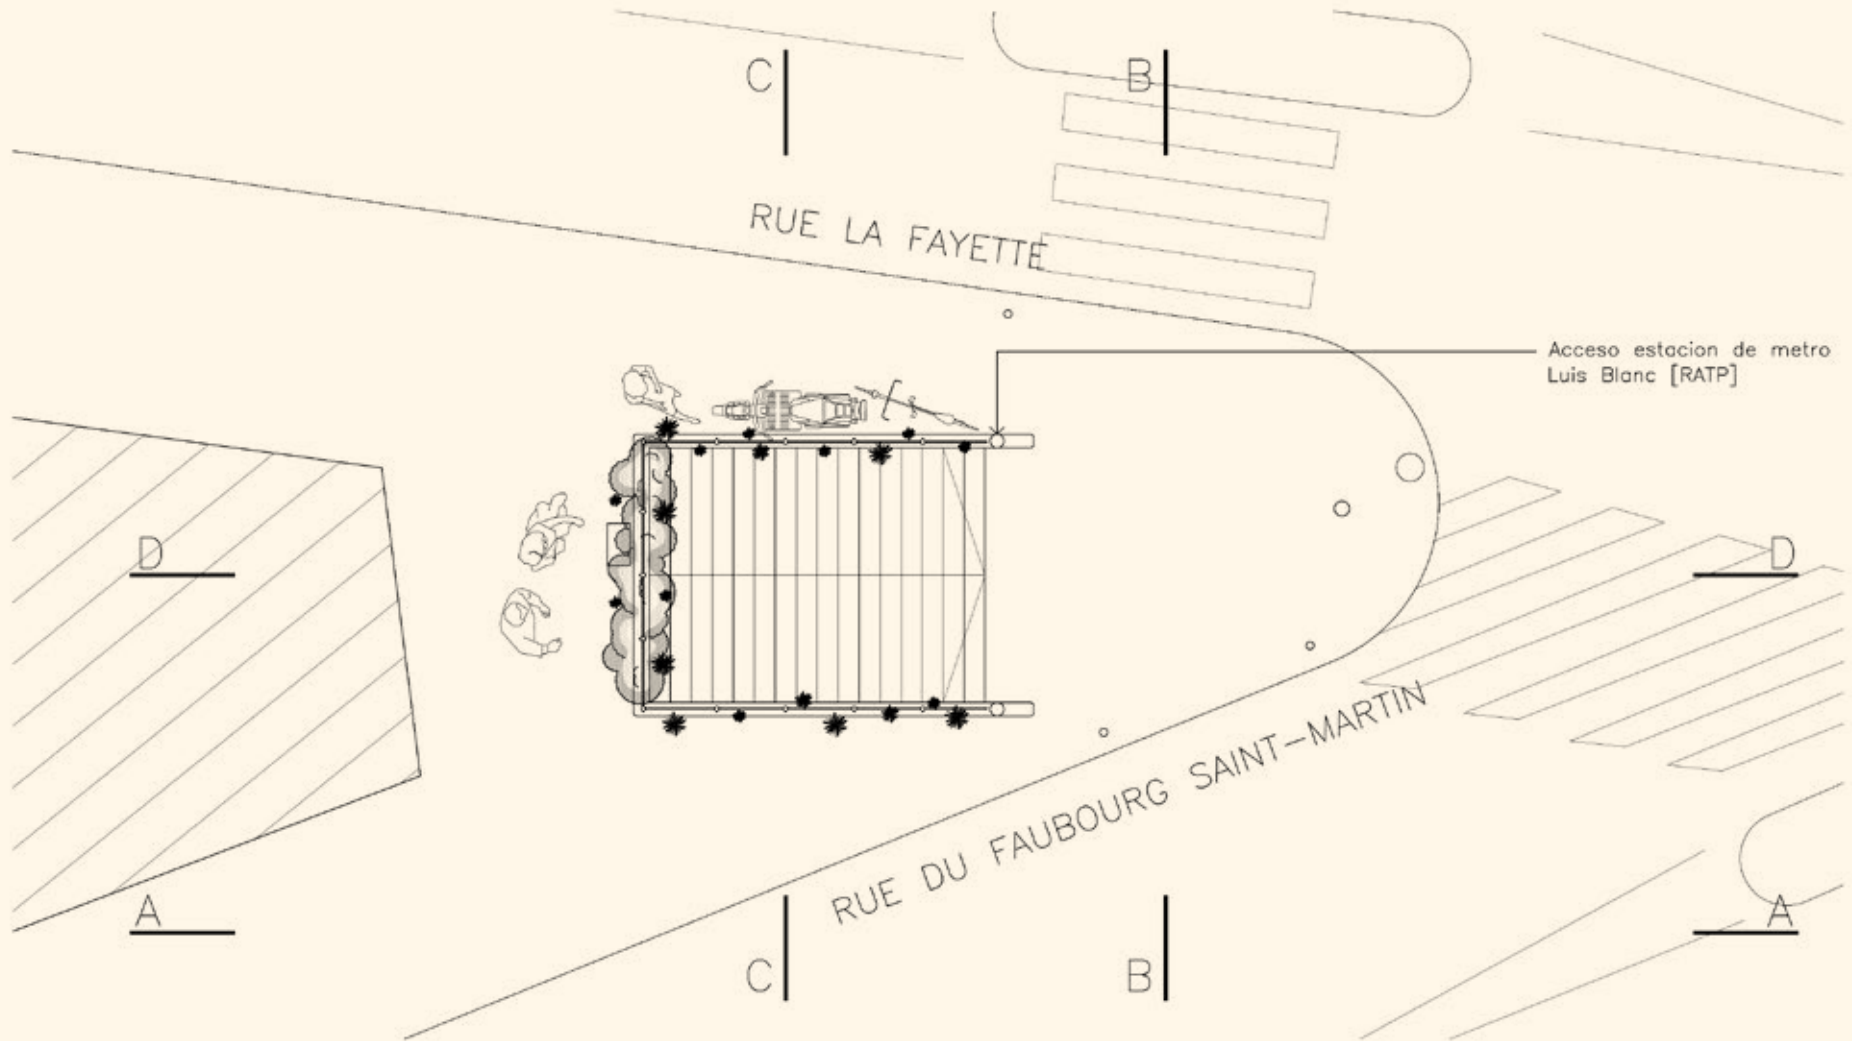 C
B
RUE LA FAYETTE
Acceso estacion de metro
Luis Blanc [RATP]
D
D
RUE DU FAUBOURG SAINT-MARTIN
A
A
C
B